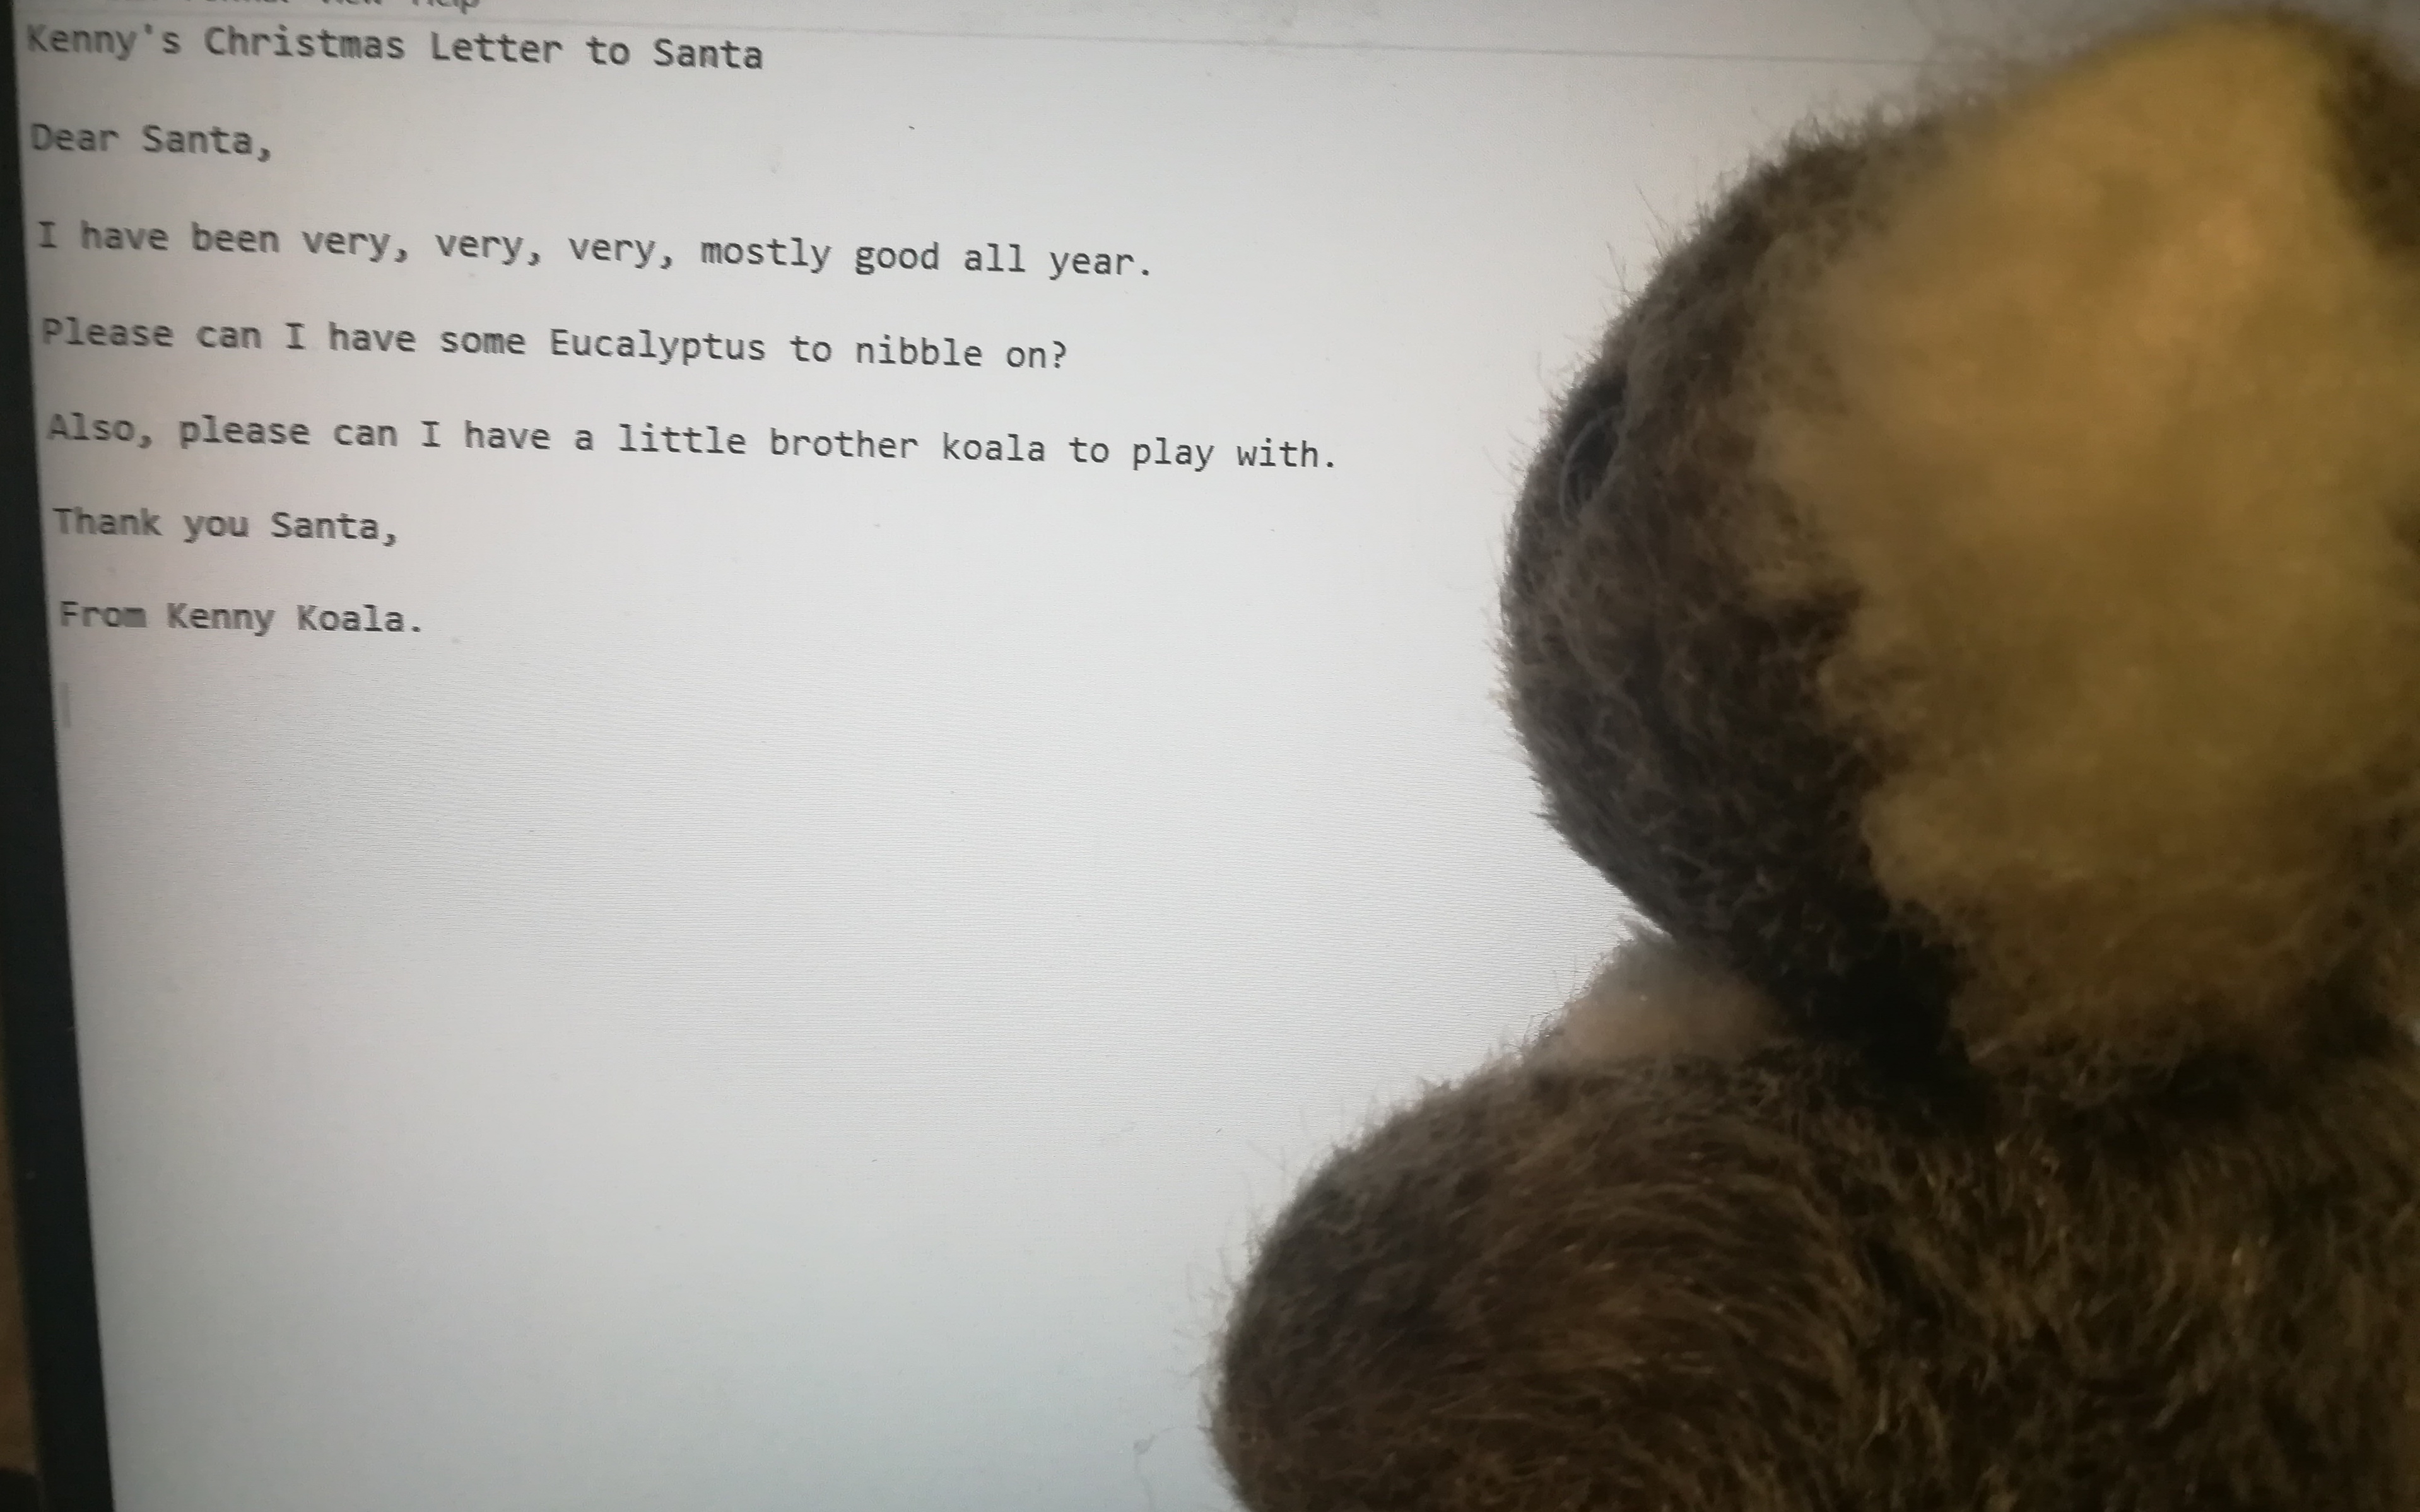 View Help
Kenny's Christmas Letter to Santa
Dear Santa,
I have been very, very, very, mostly good all year.
Please can I have some Eucalyptus to nibble on?
Also, please can I have a little brother koala to play with.
Thank you Santa,
From Kenny Koala.